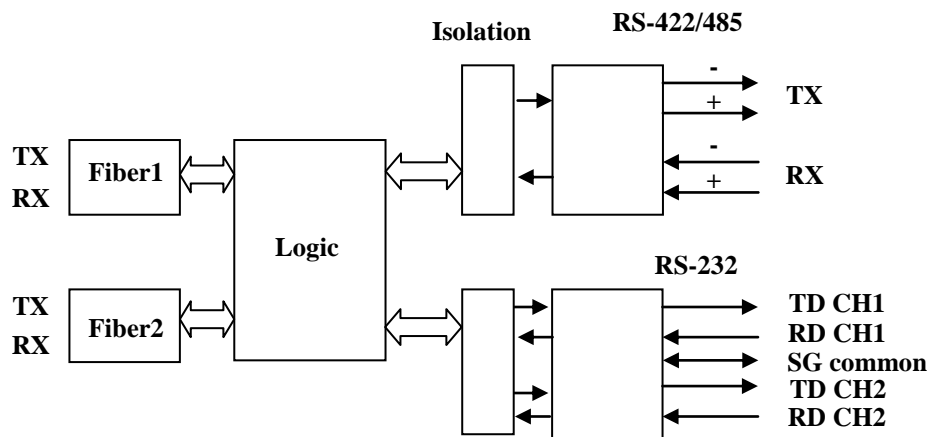 Isolation
RS-422/485
-
TX
+
TX
Fiber1
RX
-
RX
+
Logic
RS-232
TX
Fiber2
RX
TD CH1
RD CH1
SG common
TD CH2
RD CH2